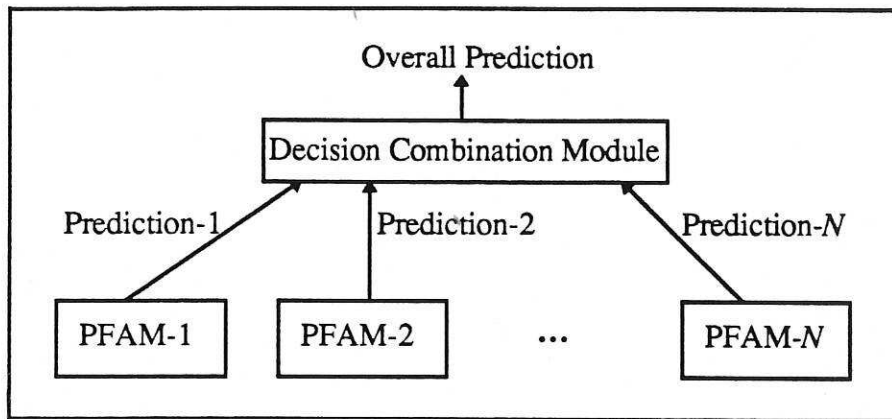 Overall Prediction
Decision Combination Module
Prediction-1
Prediction-2
Prediction-N
PFAM-1
PFAM-2
...
PFAM-N